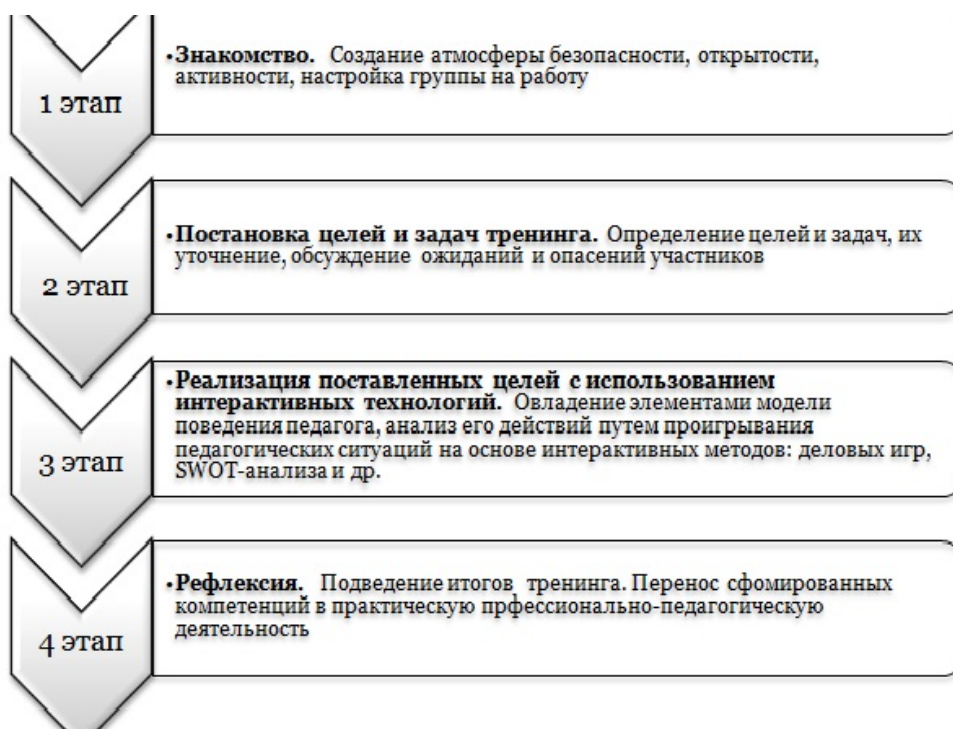 1 этап
•Знакомство. Создание атмосферы безопасности, открытости,
активности, настройка группы на работу
2 этап
•Постановка целей и задач тренинга. Определение целей и задач, их
уточнение, обсуждение ожиданий и опасений участников
3 этап
•Реализация поставленных целей с использованием
интерактивных технологий. Овладение элементами модели
поведения педагога, анализ его действий путем проигрывания
педагогических ситуаций на основе интерактивных методов: деловых игр,
SWOT-анализа и др.
4 этап
•Рефлексия. Подведение итогов тренинга. Перенос сфомированных
компетенций в практическую прфессионально-педагогическую
деятельность